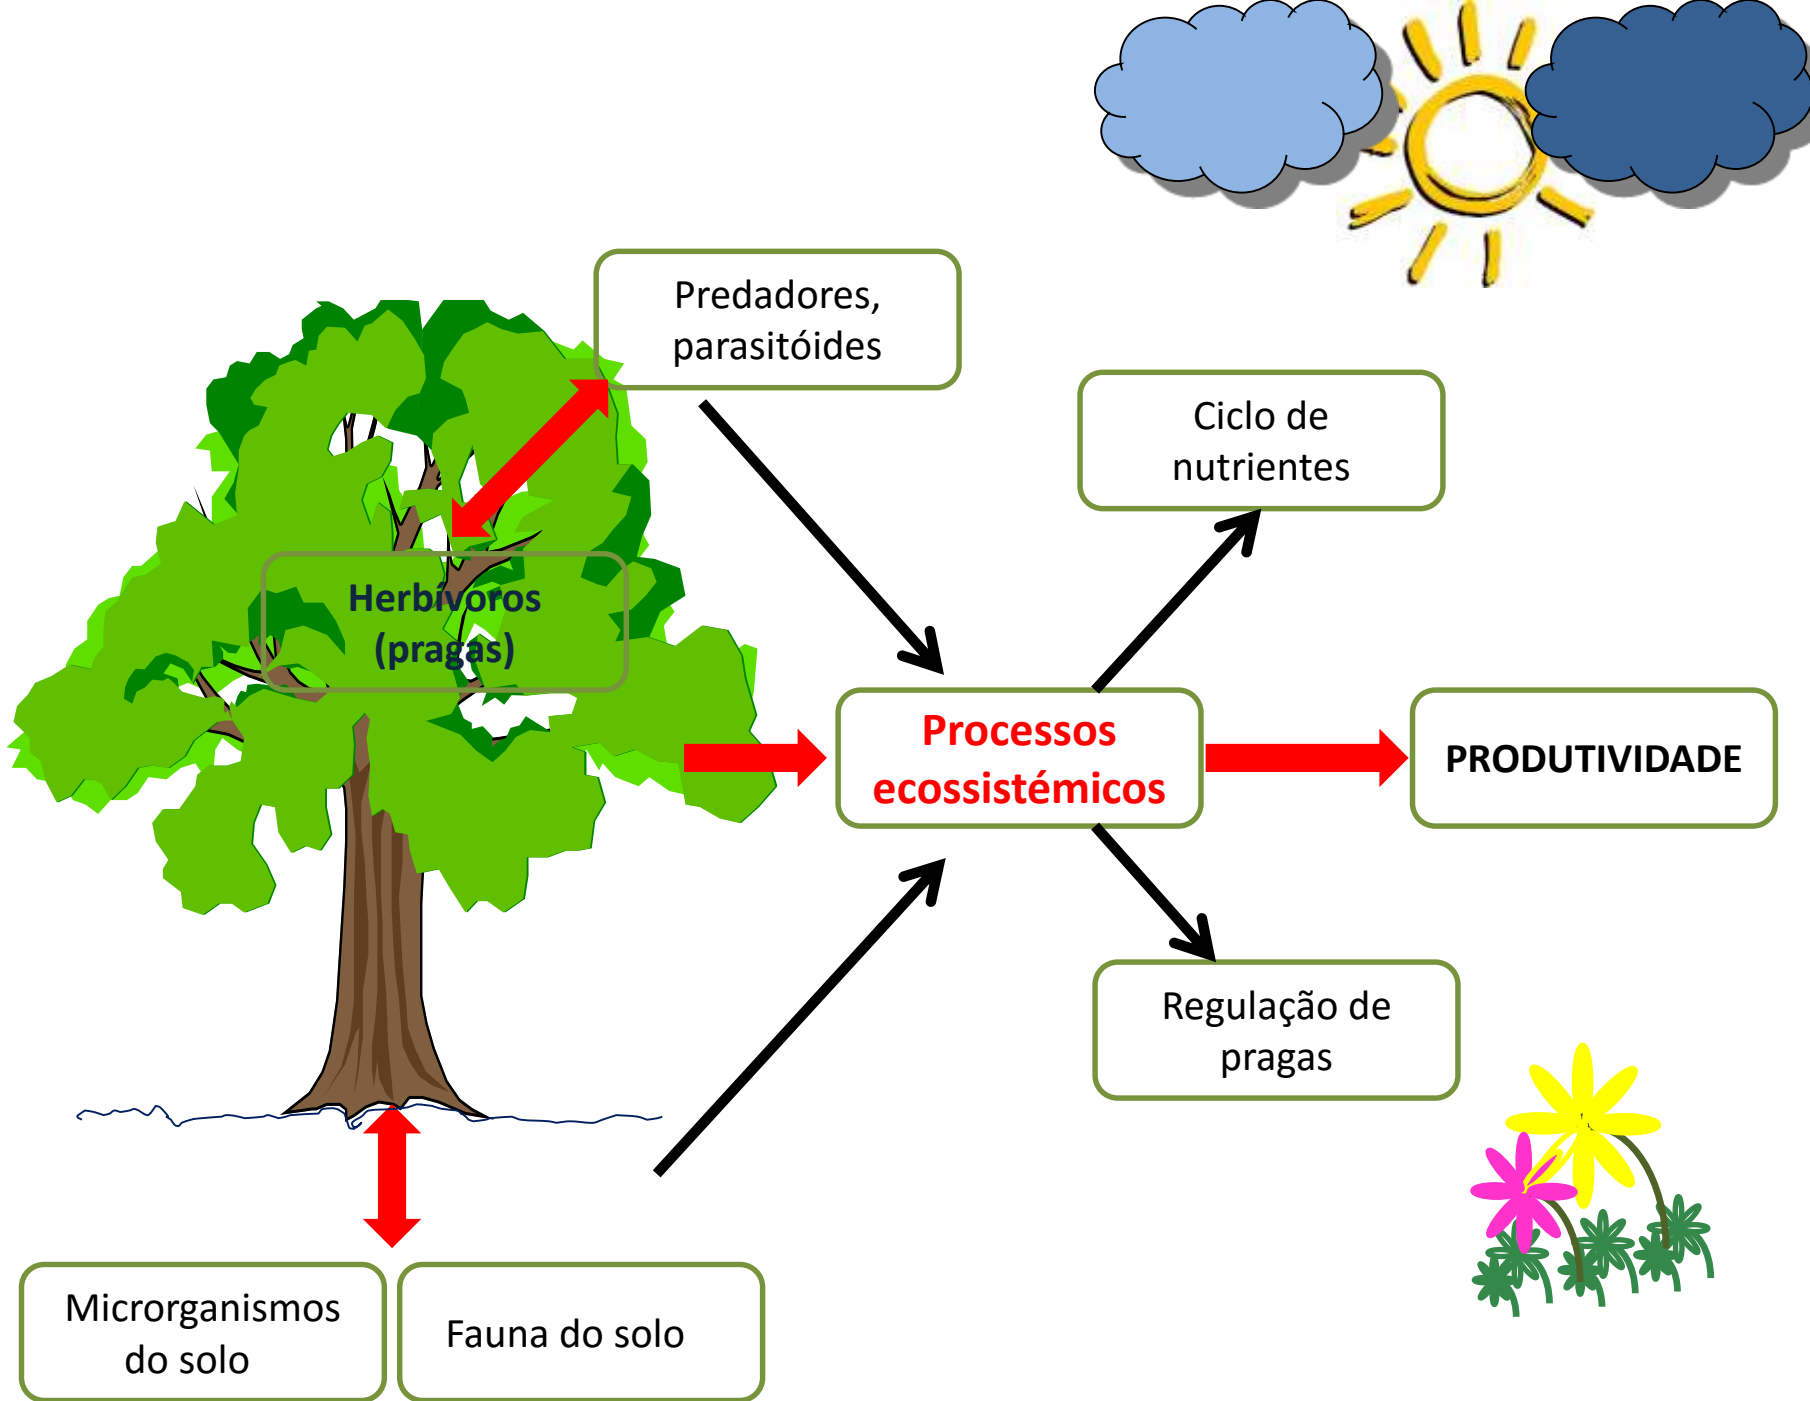 Predadores,
parasitóides
Ciclo de
nutrientes
Herbívoros
(pragas)
Processos
ecossistémicos
PRODUTIVIDADE
Regulação de
pragas
Microrganismos
do solo
Fauna do solo